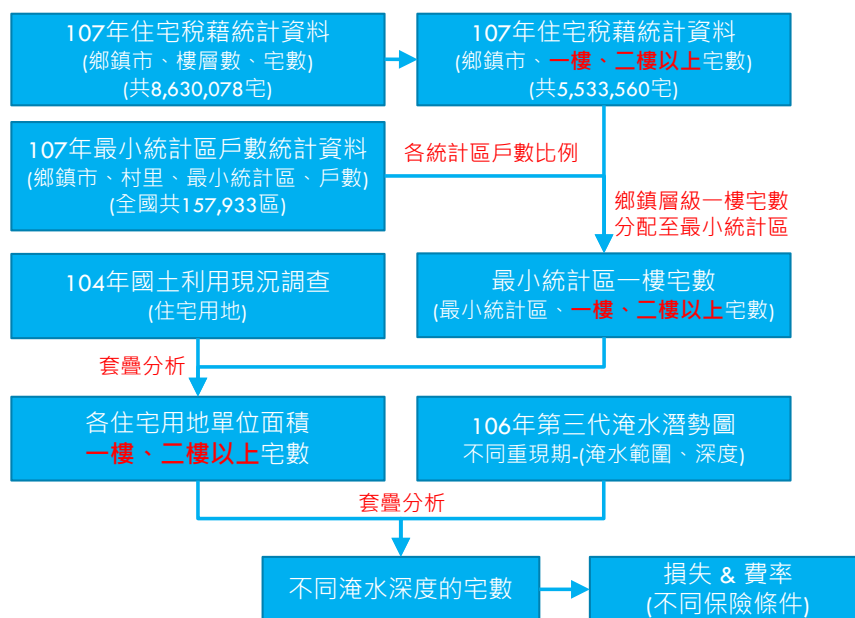 107年住宅稅藉統計資料
(鄉鎮市、樓層數、宅數)
(共8,630,078宅)
107年住宅稅藉統計資料
(鄉鎮市、一樓、二樓以上宅數)
(共5,533,560宅)
107年最小統計區戶數統計資料
(鄉鎮市、村里、最小統計區、戶數)
(全國共157,933區)
各統計區戶數比例
鄉鎮層級一樓宅數
分配至最小統計區
104年國土利用現況調查
(住宅用地)
最小統計區一樓宅數
(最小統計區、一樓、二樓以上宅數)
套疊分析
各住宅用地單位面積
一樓、二樓以上宅數
106年第三代淹水潛勢圖
不同重現期-(淹水範圍、深度)
套疊分析
不同淹水深度的宅數
損失 & 費率
(不同保險條件)